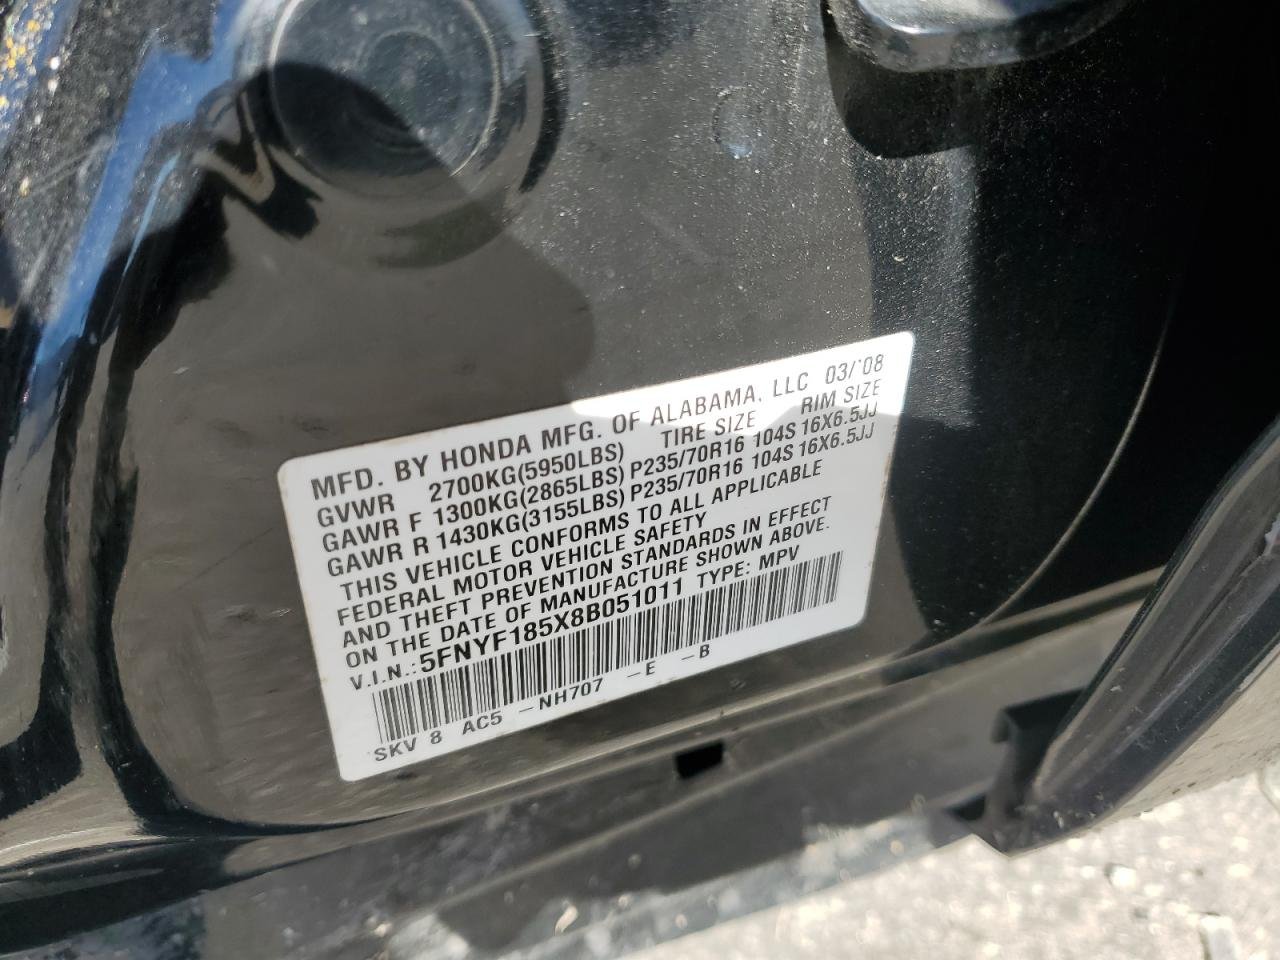 MFD. BY HONDA MFG. OF ALABAMA, LLC 03/'08
GVWR 2700KG(5950LBS) TIRE SIZE RIM SIZE
GAWR F 1300KG(2865LBS) P235/70R16 104S 16X6.5JJ
GAWR R 1430KG(3155LBS) P235/70R16 104S 16X6.5JJ
THIS VEHICLE CONFORMS TO ALL APPLICABLE
FEDERAL MOTOR VEHICLE SAFETY
AND THEFT PREVENTION STANDARDS IN EFFECT
ON THE DATE OF MANUFACTURE SHOWN ABOVE.
V.I.N.: 5FNYF185X8B051011 TYPE: MPV
SKV 8 AC5 -NH707 -E -B